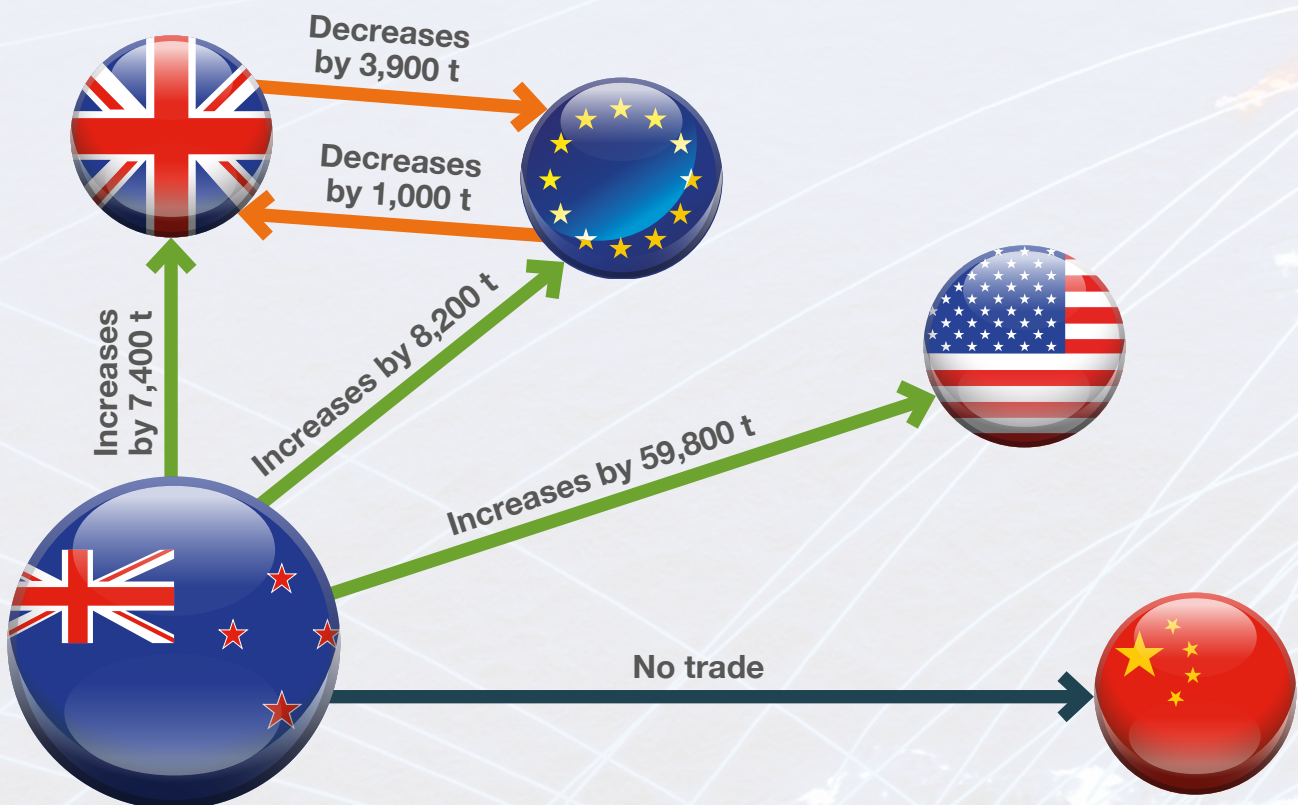 Decreases
by 3,900 t
Decreases
by 1,000 t
Increases
by 7,400 t
Increases by 8,200 t
Increases by 59,800 t
No trade